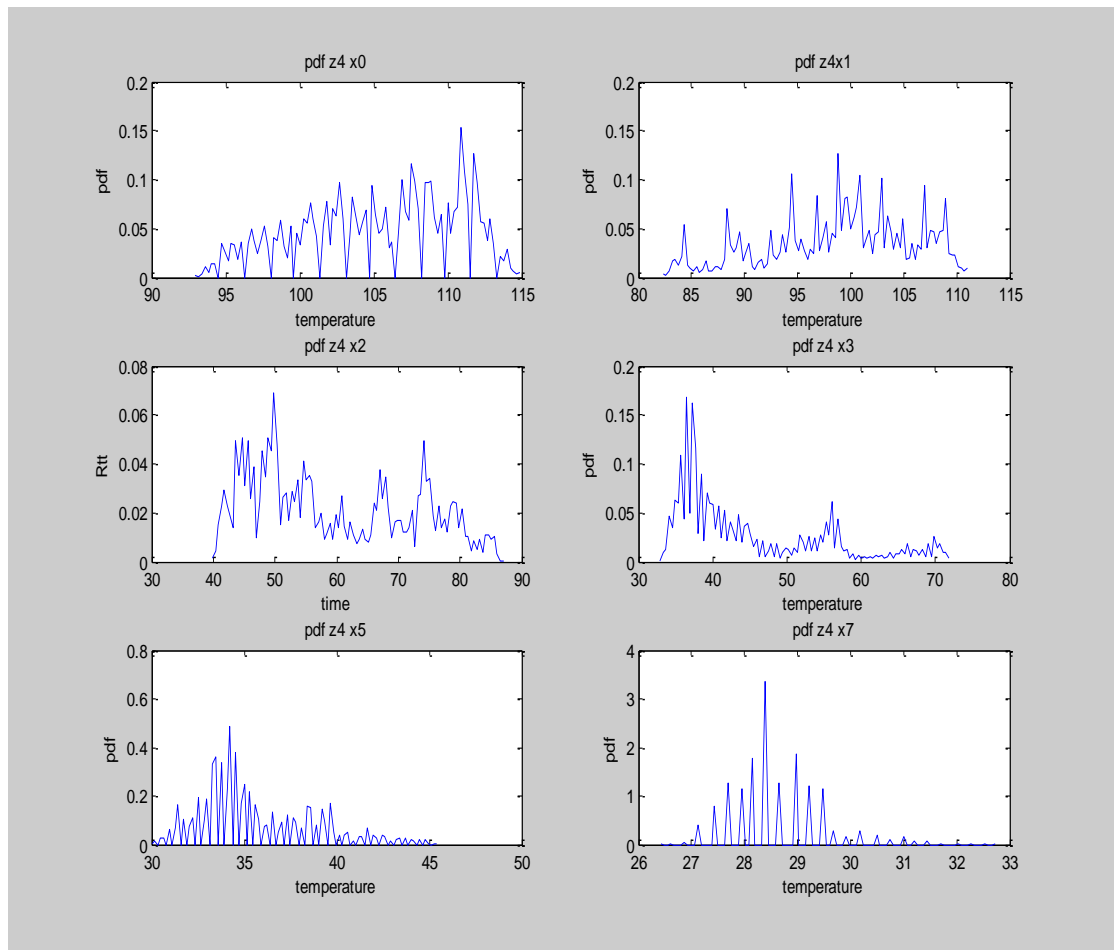 pdf z4 x0
0.2
0.15
0.1
0.05
0
pdf
90 95 100 105 110 115
temperature
pdf z4x1
0.2
0.15
0.1
0.05
0
pdf
80 85 90 95 100 105 110 115
temperature
pdf z4 x2
0.08
0.06
0.04
0.02
0
Rtt
30 40 50 60 70 80 90
time
pdf z4 x3
0.2
0.15
0.1
0.05
0
pdf
30 40 50 60 70 80
temperature
pdf z4 x5
0.8
0.6
0.4
0.2
0
pdf
30 35 40 45 50
temperature
pdf z4 x7
4
3
2
1
0
pdf
26 27 28 29 30 31 32 33
temperature